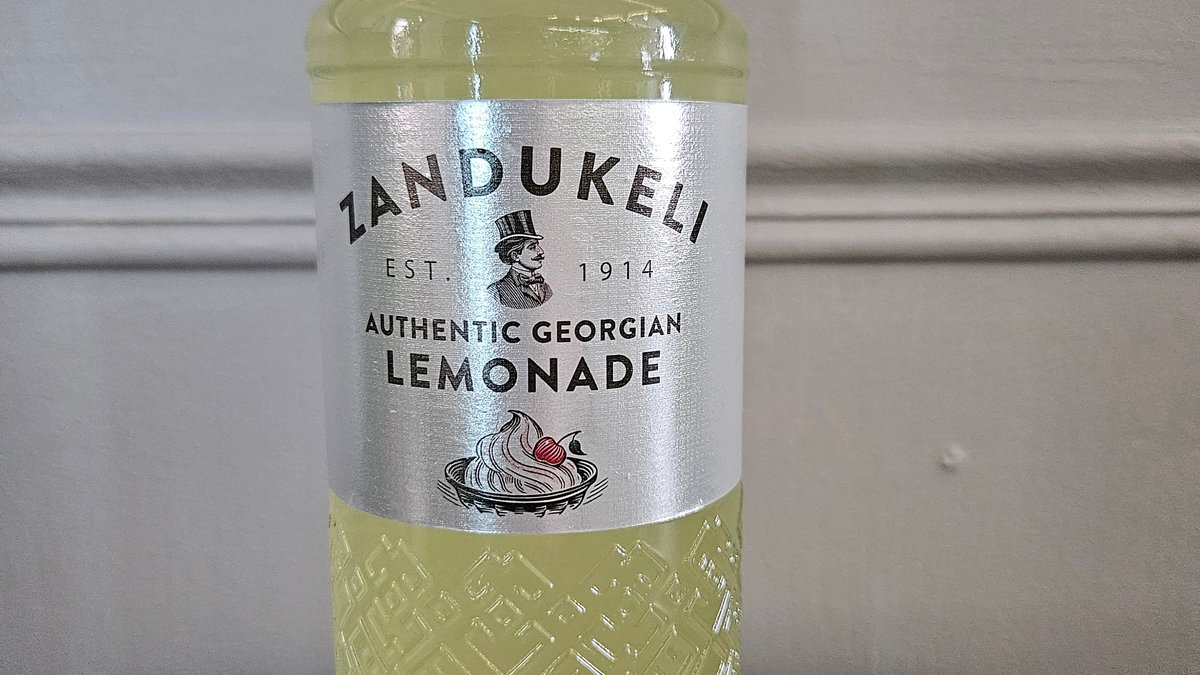 ZANDUKELI
EST. 1914
AUTHENTIC GEORGIAN
LEMONADE